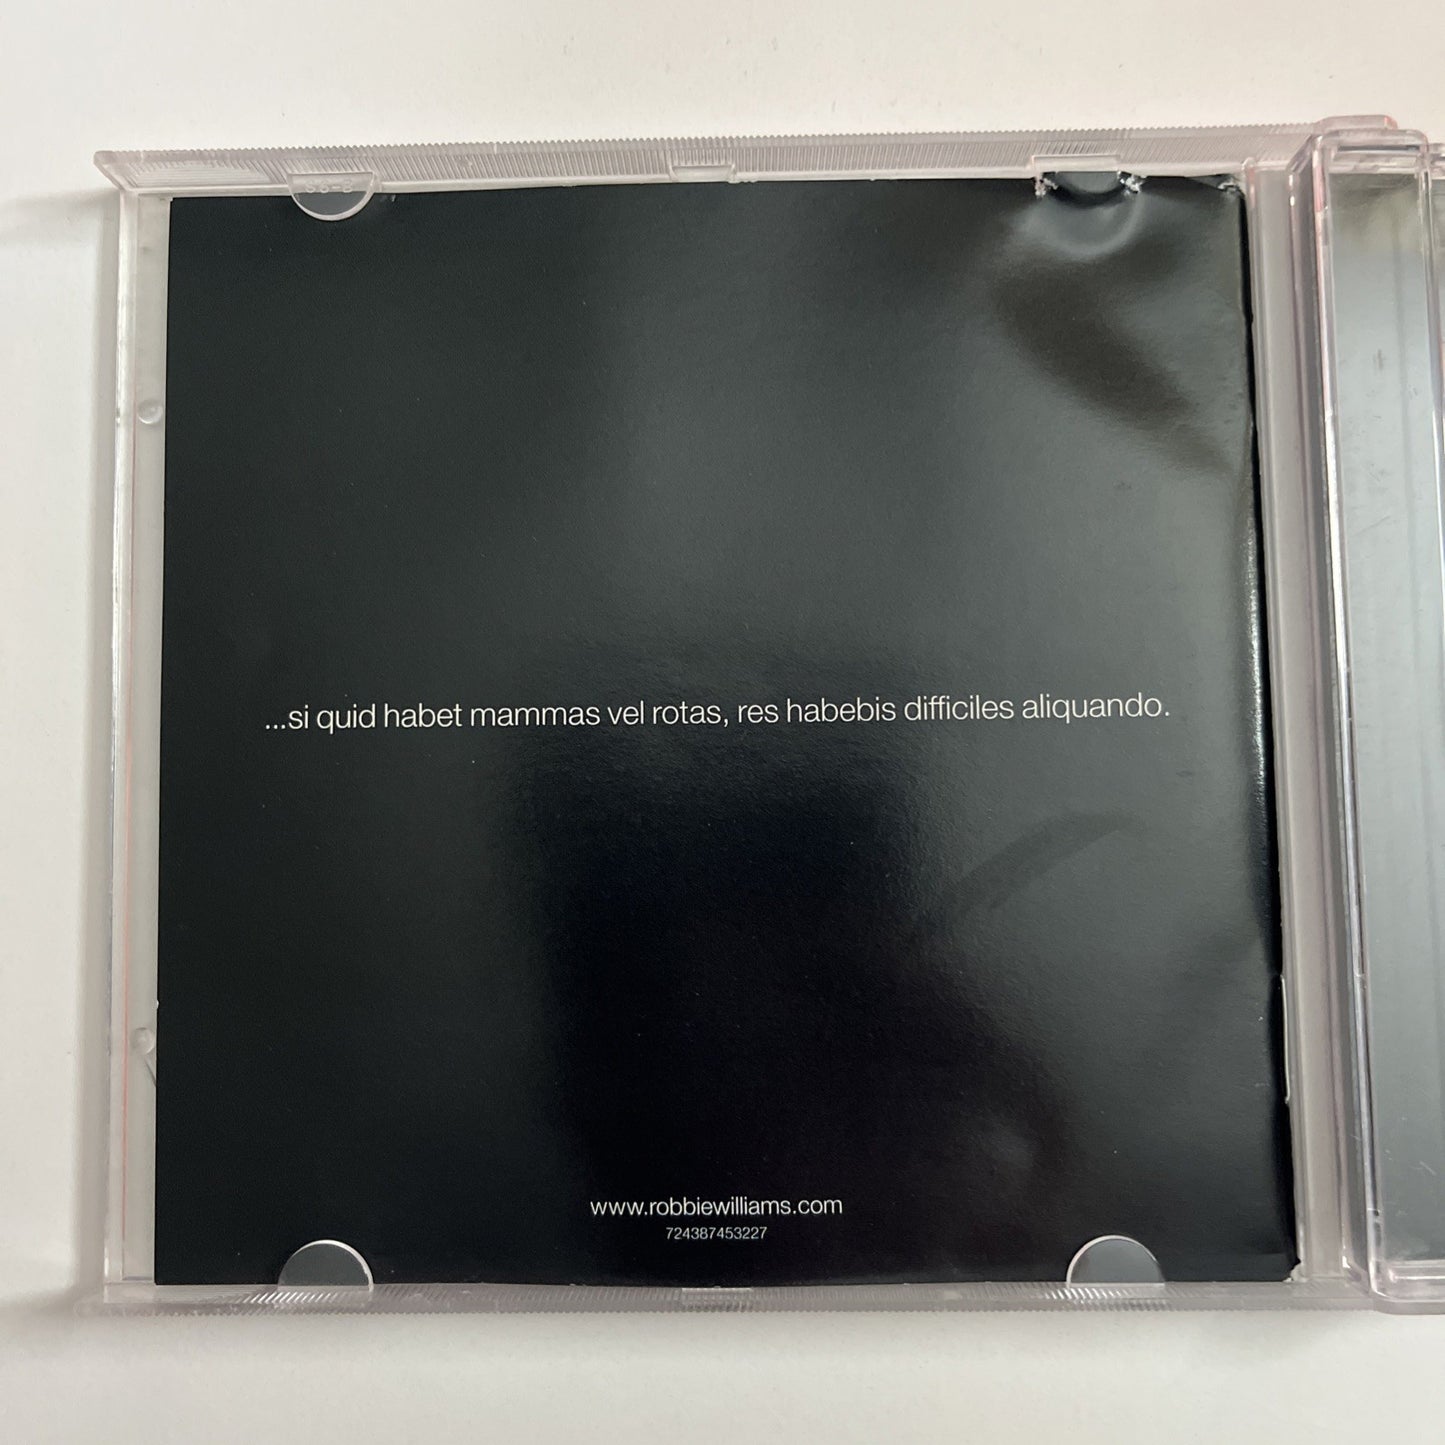 ...si quid habet mammas vel rotas, res habebis difficiles aliquando.
www.robbiewilliams.com
724387453227